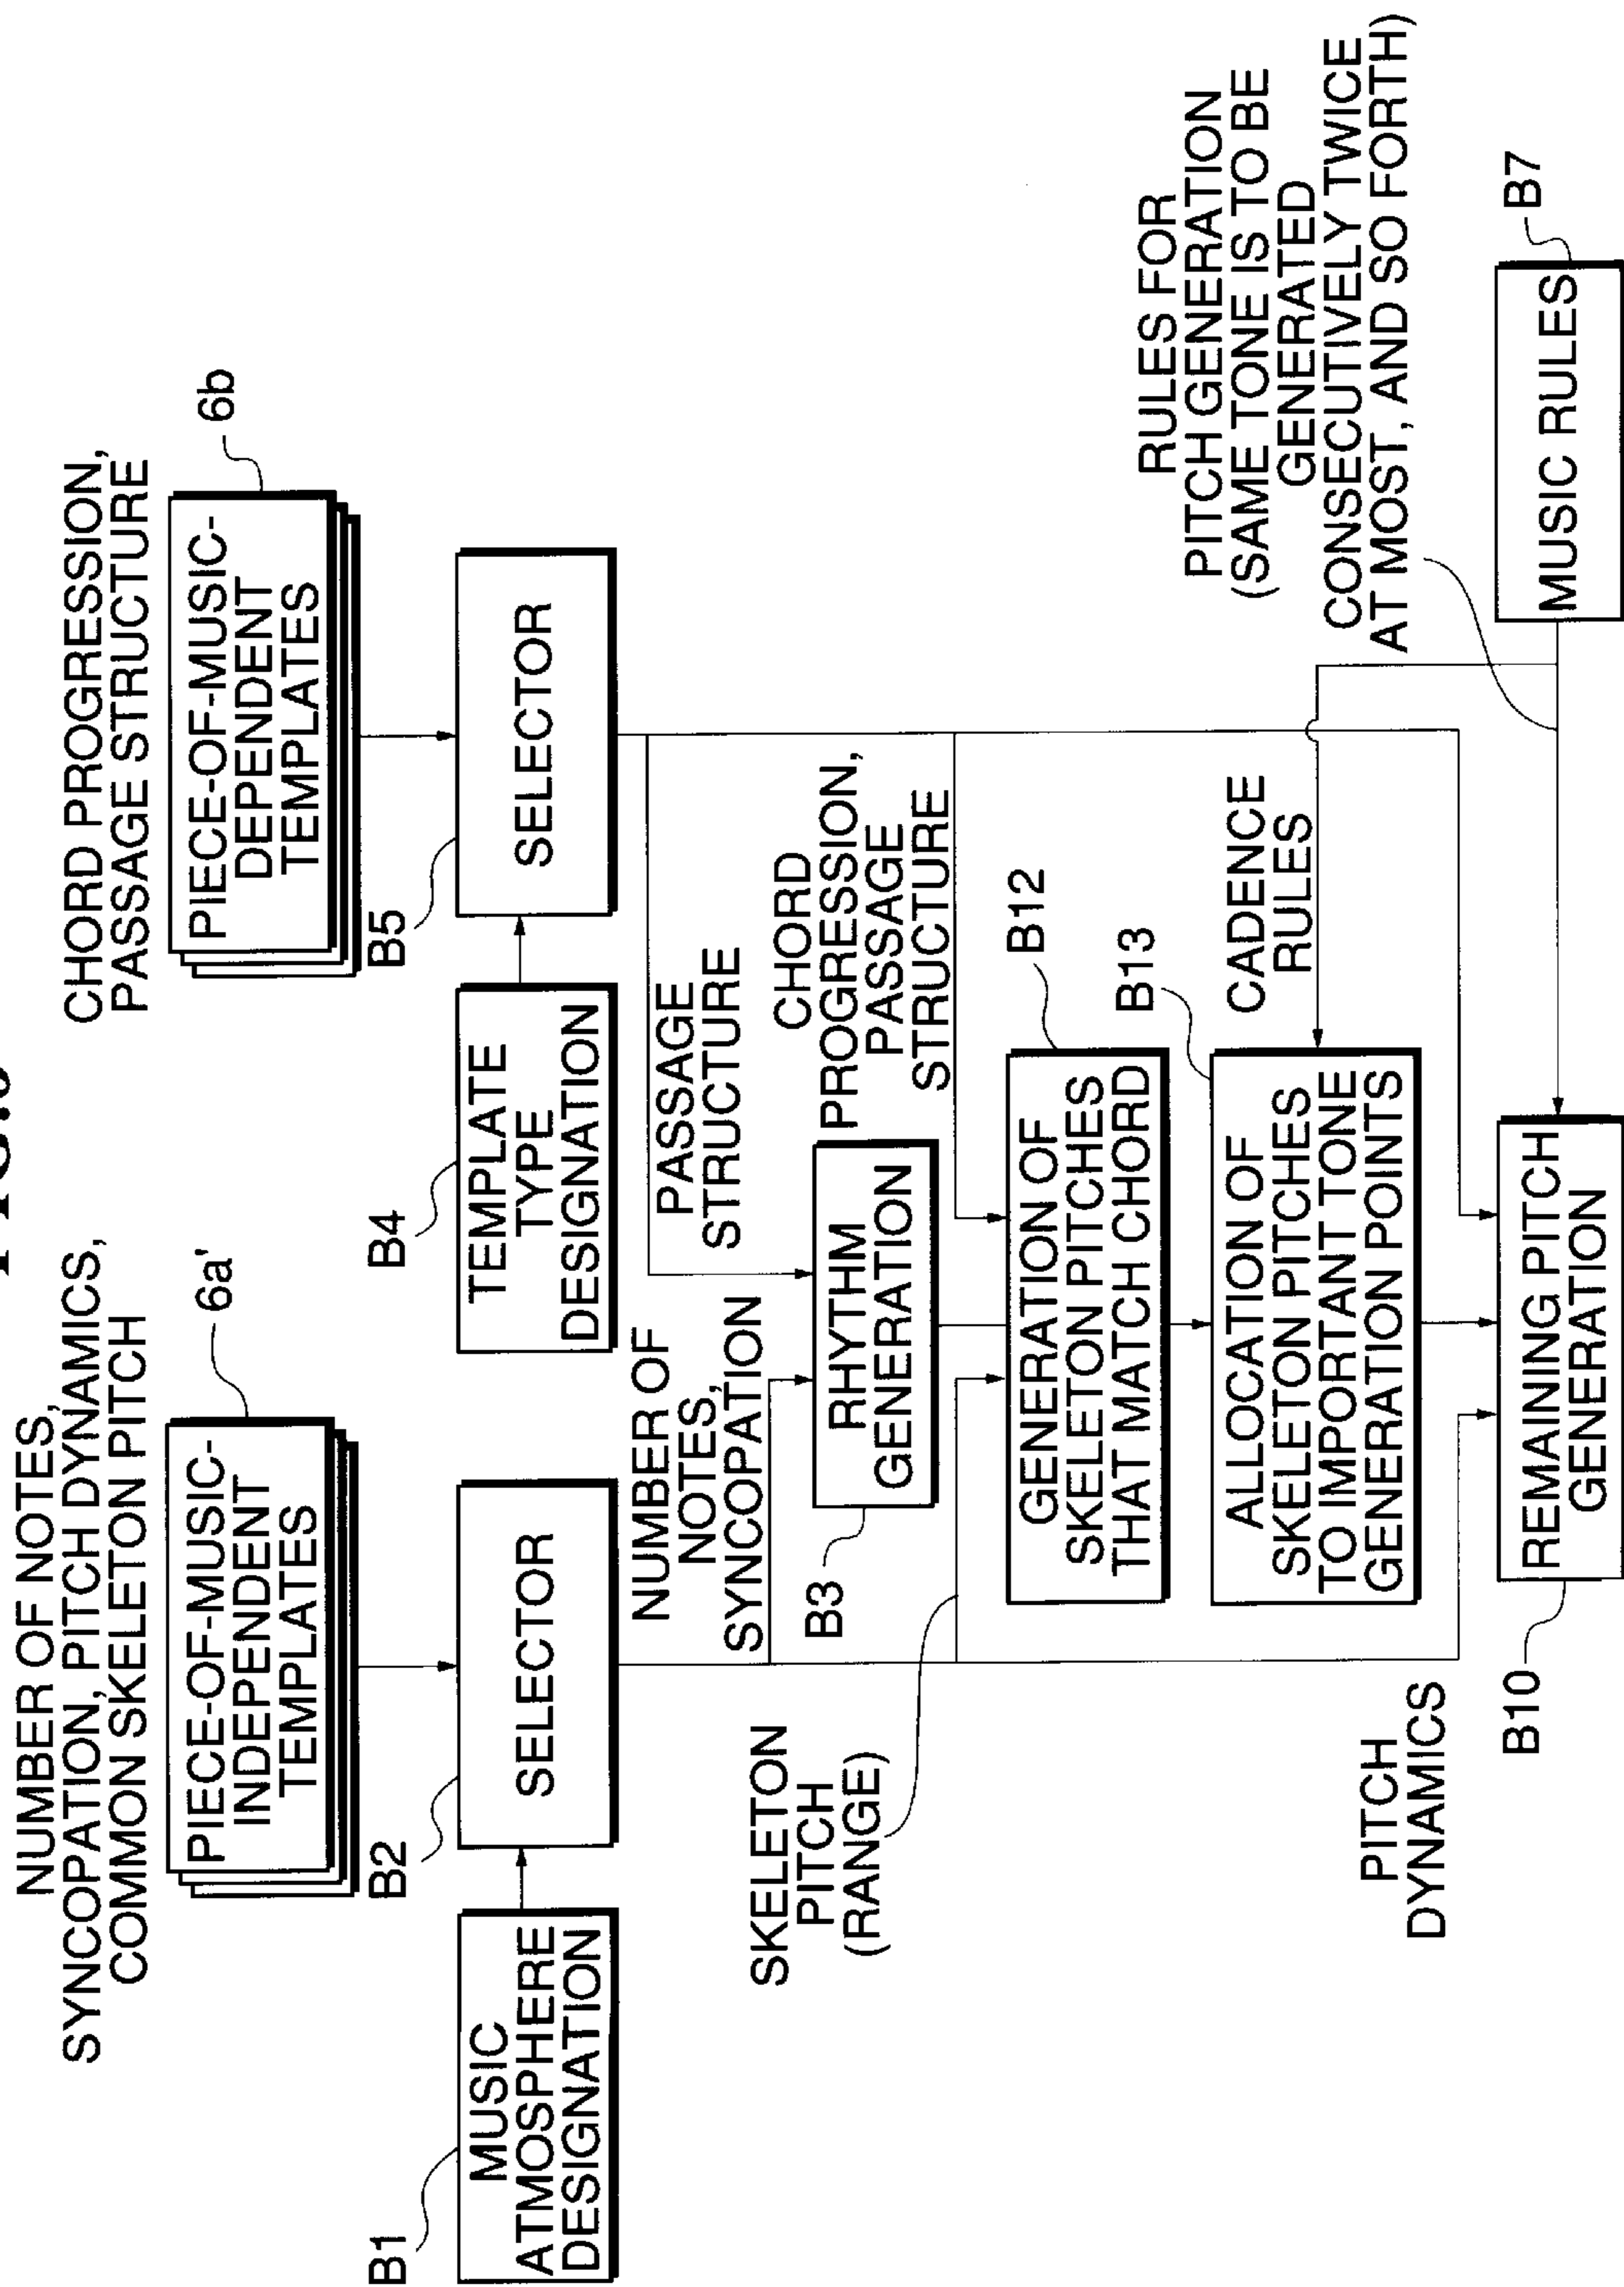 NUMBER OF NOTES,
SYNCOPATION, PITCH DYNAMICS,
COMMON SKELETON PITCH
PIECE-OF-MUSIC-
INDEPENDENT
TEMPLATES
6a'
CHORD PROGRESSION,
PASSAGE STRUCTURE
PIECE-OF-MUSIC-
DEPENDENT
TEMPLATES
6b
B1
MUSIC
ATMOSPHERE
DESIGNATION
B2
SELECTOR
B4
TEMPLATE
TYPE
DESIGNATION
B5
SELECTOR
NUMBER OF
NOTES,
SYNCOPATION
PASSAGE
STRUCTURE
SKELETON
PITCH
(RANGE)
B3
RHYTHM
GENERATION
CHORD
PROGRESSION,
PASSAGE
STRUCTURE
GENERATION OF
SKELETON PITCHES
THAT MATCH CHORD
B12
ALLOCATION OF
SKELETON PITCHES
TO IMPORTANT TONE
GENERATION POINTS
B13
CADENCE
RULES
RULES FOR
PITCH GENERATION
(SAME TONE IS TO BE
GENERATED
CONSECUTIVELY TWICE
AT MOST, AND SO FORTH)
PITCH
DYNAMICS
B10
REMAINING PITCH
GENERATION
MUSIC RULES
B7